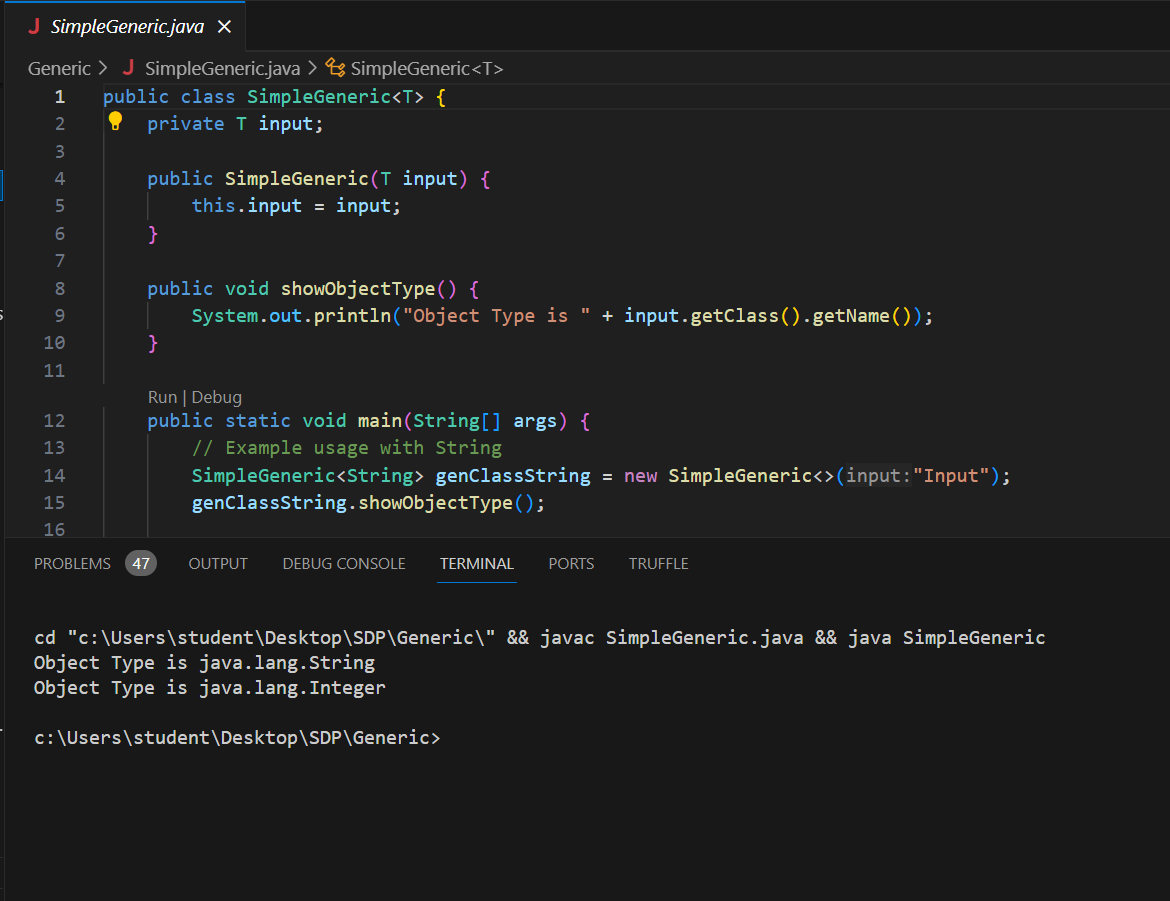 SimpleGeneric.java
Generic > SimpleGeneric.java > SimpleGeneric<T>
1 public class SimpleGeneric<T> {
2 private T input;
3
4 public SimpleGeneric(T input) {
5 this.input = input;
6 }
7
8 public void showObjectType() {
9 System.out.println("Object Type is " + input.getClass().getName());
10 }
11
Run | Debug
12 public static void main(String[] args) {
13 // Example usage with String
14 SimpleGeneric<String> genClassString = new SimpleGeneric<>(input:"Input");
15 genClassString.showObjectType();
16
PROBLEMS 47 OUTPUT DEBUG CONSOLE TERMINAL PORTS TRUFFLE
cd "c:\Users\student\Desktop\SDP\Generic\" && javac SimpleGeneric.java && java SimpleGeneric
Object Type is java.lang.String
Object Type is java.lang.Integer
c:\Users\student\Desktop\SDP\Generic>